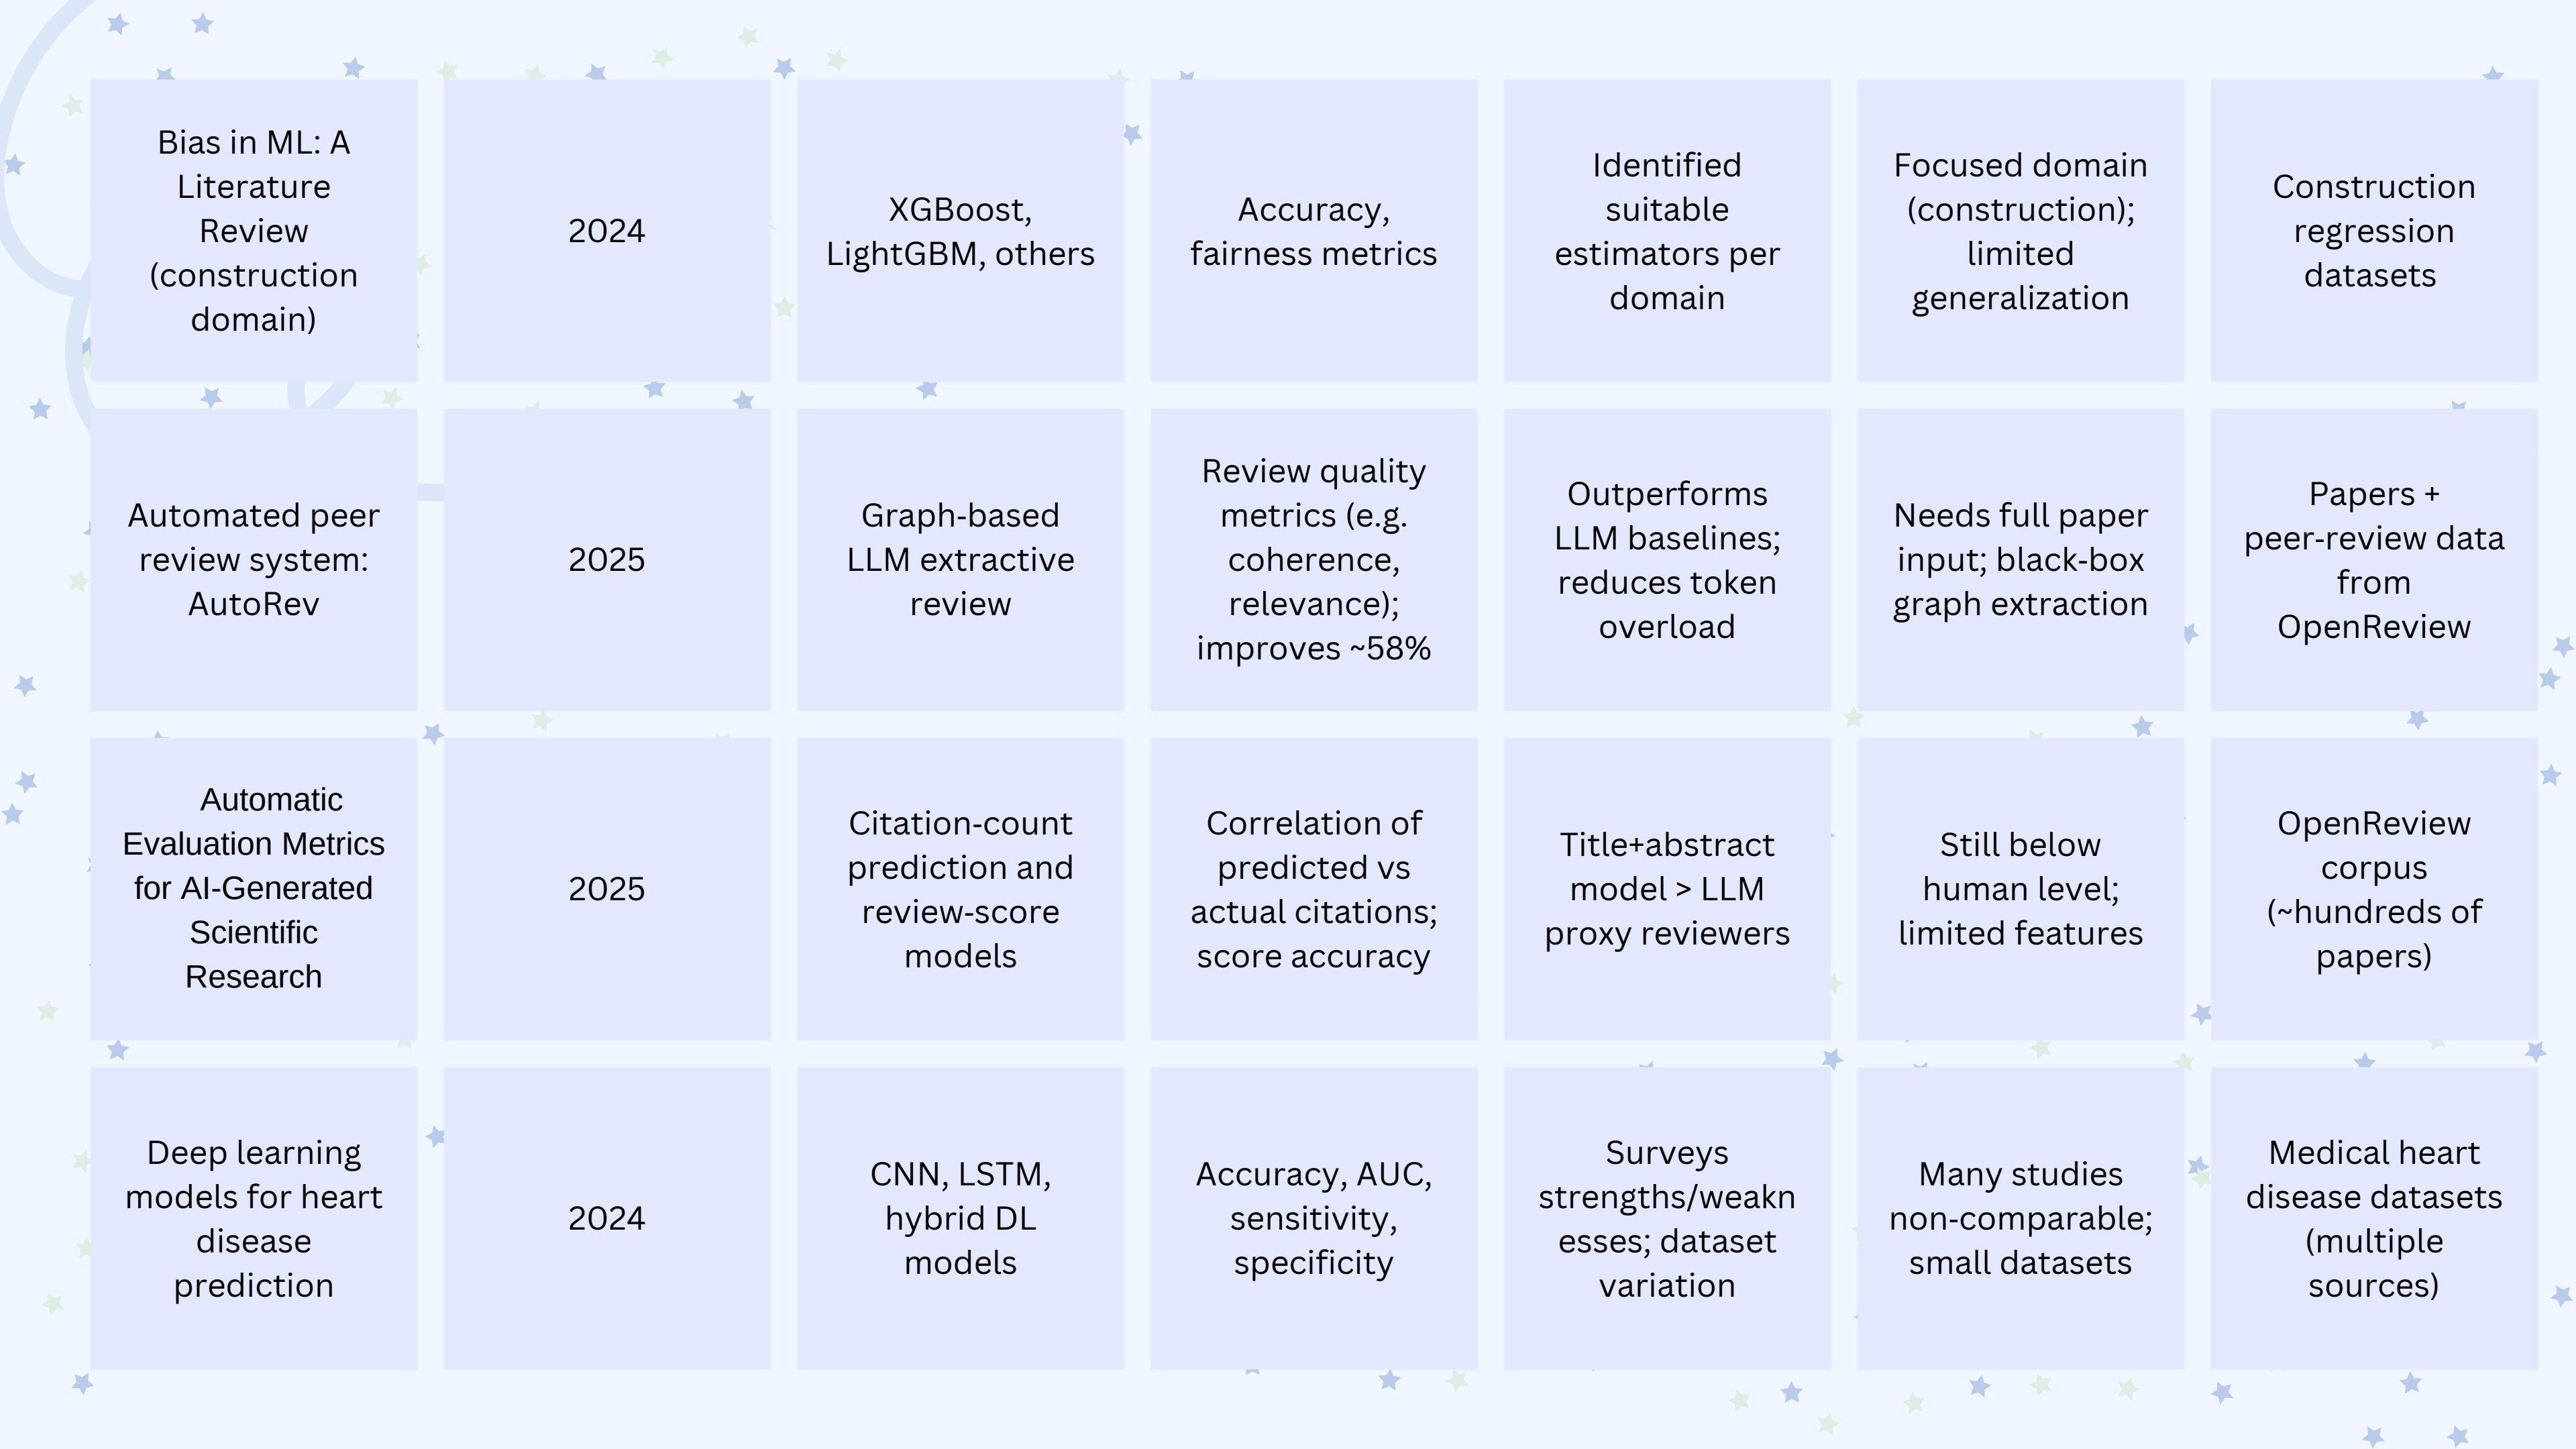 Bias in ML: A
Literature
Review
(construction
domain)
2024
XGBoost,
LightGBM, others
Accuracy,
fairness metrics
Identified
suitable
estimators per
domain
Focused domain
(construction);
limited
generalization
Construction
regression
datasets
Automated peer
review system:
AutoRev
2025
Graph-based
LLM extractive
review
Review quality
metrics (e.g.
coherence,
relevance);
improves ~58%
Outperforms
LLM baselines;
reduces token
overload
Needs full paper
input; black-box
graph extraction
Papers +
peer-review data
from
OpenReview
Automatic
Evaluation Metrics
for AI-Generated
Scientific
Research
2025
Citation-count
prediction and
review-score
models
Correlation of
predicted vs
actual citations;
score accuracy
Title+abstract
model > LLM
proxy reviewers
Still below
human level;
limited features
OpenReview
corpus
(~hundreds of
papers)
Deep learning
models for heart
disease
prediction
2024
CNN, LSTM,
hybrid DL
models
Accuracy, AUC,
sensitivity,
specificity
Surveys
strengths/weakn
esses; dataset
variation
Many studies
non-comparable;
small datasets
Medical heart
disease datasets
(multiple
sources)